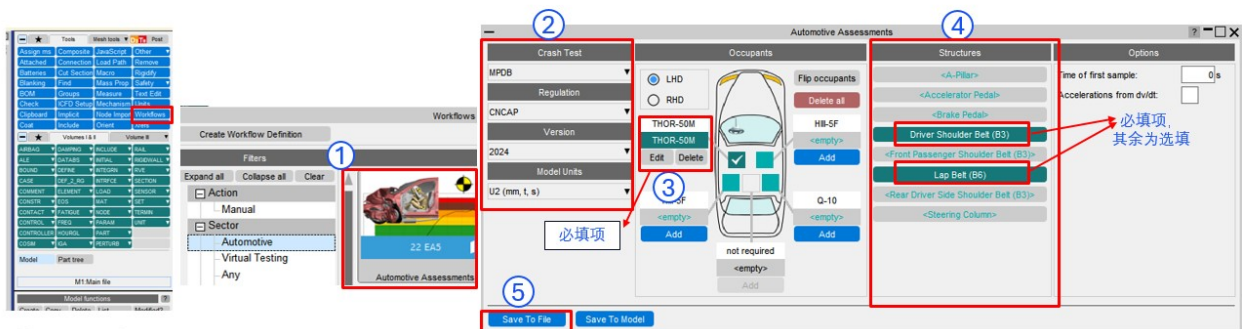 Tools Mesh tools Post
Assign ms Composite JavaScript Other
Attached Connection Load Path Remove
Batteries Cut Section Macro Rigidify
Blanking Find Mass Prop Safety
BOM Groups Measure Text Edit
Check ICFD Setup Mechanism Units
Clipboard Implicit Node Impor Workflows
Coat Include Orient Xrefs
Volumes I & II Volume III
AIRBAG DAMPING INCLUDE RAIL
ALE DATABS INITIAL RIGIDWALL
BOUND DEFINE INTEGRN RVE
CASE DEF_2_RG INTRFCE SECTION
COMMENT ELEMENT LOAD SENSOR
CONSTR EOS MAT SET
CONTACT FATIGUE NODE TERMIN
CONTROL FREQ PARAM UNIT
CONTROLLER HOURGL PART
COSIM IGA PERTURB
Model Part tree
M1:Main file
Model functions ?
Create Copy Delete List Modified?
Workflows
Create Workflow Definition
Filters
Expand all Collapse all Clear
Action
Manual
Sector
Automotive
Virtual Testing
Any
①
22 EA5
Automotive Assessments
Automotive Assessments
②
Crash Test
MPDB
Regulation
CNCAP
Version
2024
Model Units
U2 (mm, t, s)
Occupants
LHD
RHD
Flip occupants
Delete all
THOR-50M
THOR-50M
Edit Delete
③
HIII-5F
<empty>
Add
<empty>
Add
Q-10
<empty>
Add
not required
<empty>
Add
必填项
④
Structures
<A-Pillar>
<Accelerator Pedal>
<Brake Pedal>
Driver Shoulder Belt (B3)
<Front Passenger Shoulder Belt (B3)>
Lap Belt (B6)
<Rear Driver Side Shoulder Belt (B3)>
<Steering Column>
Options
Time of first sample: 0 s
Accelerations from dv/dt:
必填项,
其余为选填
⑤
Save To File Save To Model